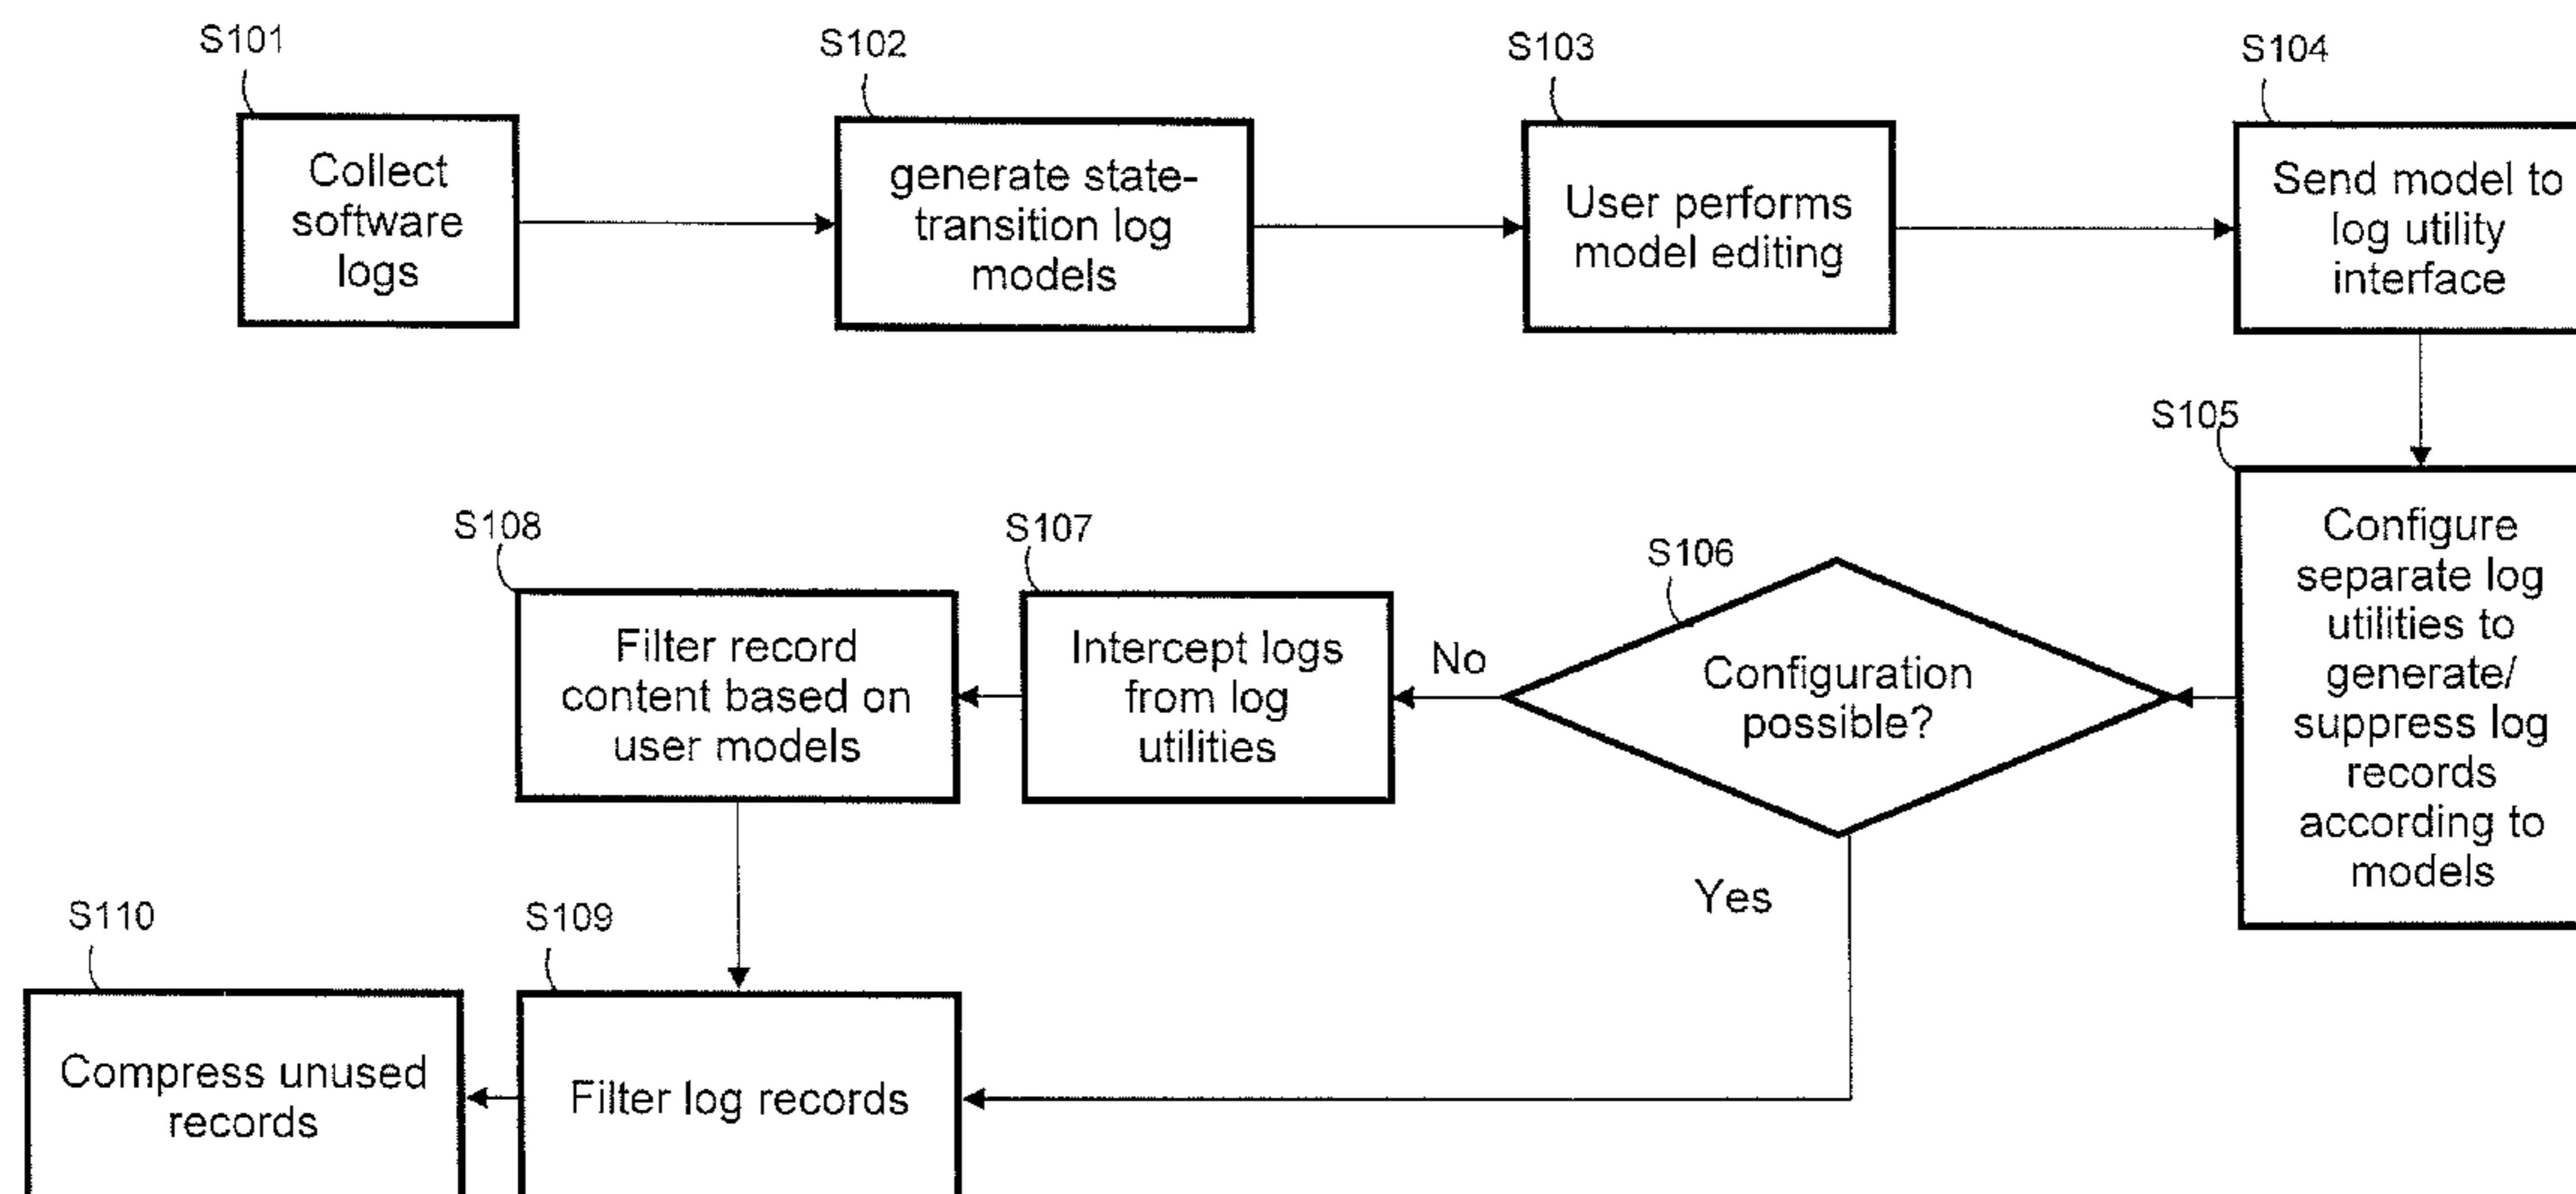 S101
Collect
software
logs
S102
generate state-
transition log
models
S103
User performs
model editing
S104
Send model to
log utility
interface
S105
Configure
separate log
utilities to
generate/
suppress log
records
according to
models
S106
Configuration
possible?
No
Yes
S107
Intercept logs
from log
utilities
S108
Filter record
content based on
user models
S109
Filter log records
S110
Compress unused
records